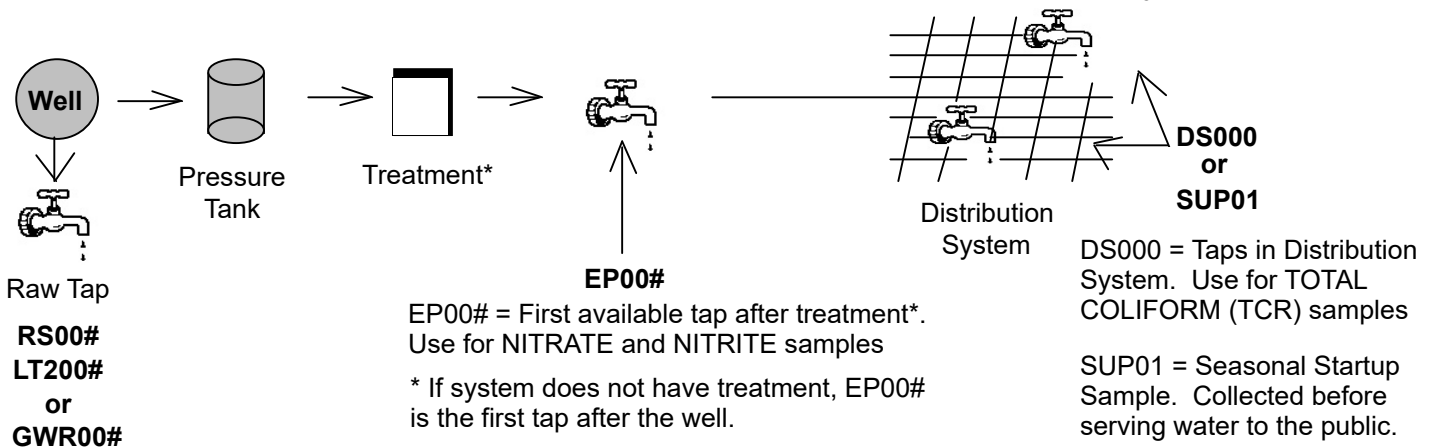 Well
Pressure
Tank
Treatment*
Raw Tap
RS00#
LT200#
or
GWR00#
EP00#
EP00# = First available tap after treatment*.
Use for NITRATE and NITRITE samples
* If system does not have treatment, EP00#
is the first tap after the well.
Distribution
System
DS000
or
SUP01
DS000 = Taps in Distribution
System.  Use for TOTAL
COLIFORM (TCR) samples
SUP01 = Seasonal Startup
Sample.  Collected before
serving water to the public.